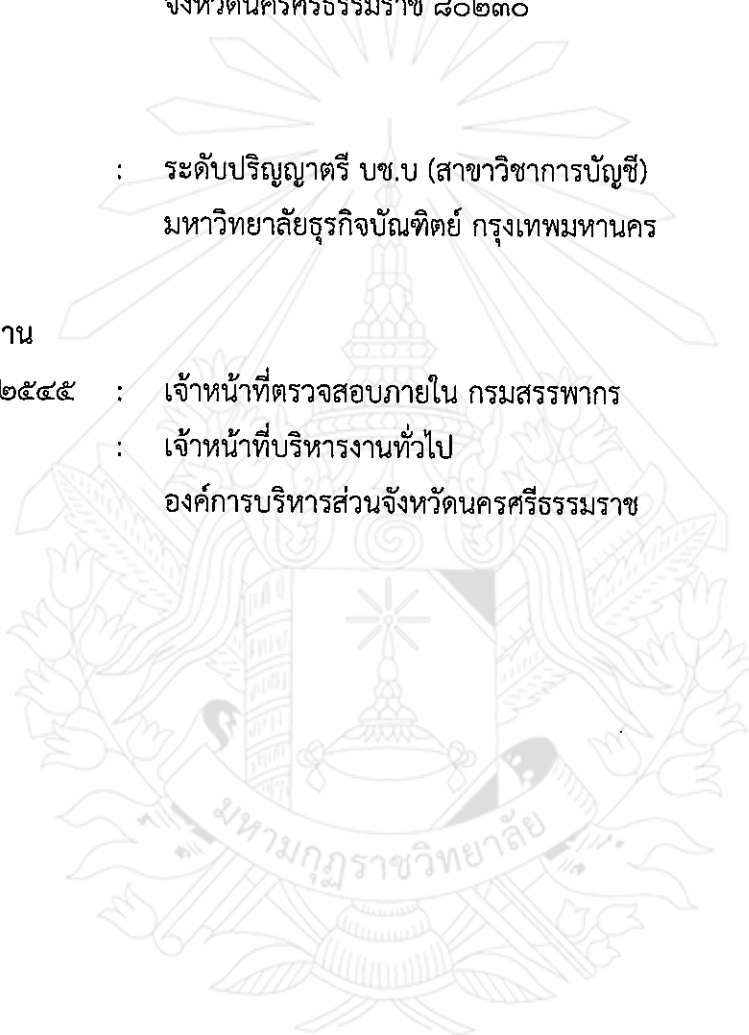 จังหวัดนครศรีธรรมราช ๘๐๒๓๐
: ระดับปริญญาตรี บช.บ (สาขาวิชาการบัญชี)
มหาวิทยาลัยธุรกิจบัณฑิตย์ กรุงเทพมหานคร
าน
๒๕๔๕ : เจ้าหน้าที่ตรวจสอบภายใน กรมสรรพากร
: เจ้าหน้าที่บริหารงานทั่วไป
องค์การบริหารส่วนจังหวัดนครศรีธรรมราช
มหามกุฏราชวิทยาลัย